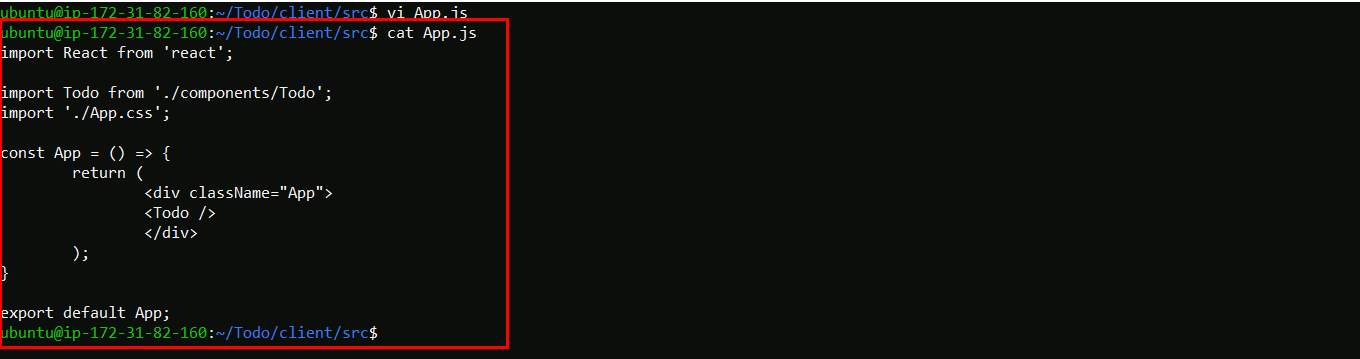 ubuntu@ip-172-31-82-160:~/Todo/client/src$ vi App.js
ubuntu@ip-172-31-82-160:~/Todo/client/src$ cat App.js
import React from 'react';

import Todo from './components/Todo';
import './App.css';

const App = () => {
        return (
                <div className="App">
                <Todo />
                </div>
        );
}

export default App;
ubuntu@ip-172-31-82-160:~/Todo/client/src$